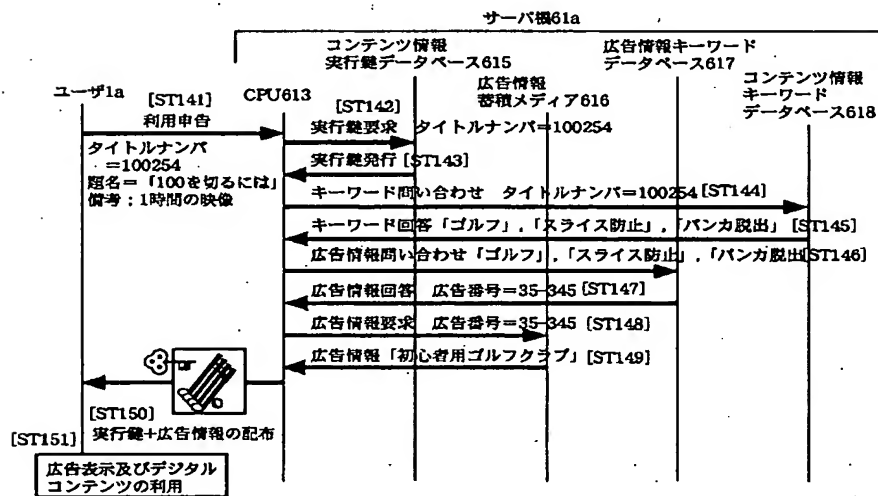 サーバ機61a
コンテンツ情報
実行鍵データベース615
広告情報キーワード
データベース617
広告情報
蓄積メディア616
コンテンツ情報
キーワード
データベース618
ユーザ1a
CPU613
[ST141]
利用申告
タイトルナンバ
=100254
題名=「100を切るには」
備考:1時間の映像
[ST142]
実行鍵要求 タイトルナンバ=100254
実行鍵発行 [ST143]
キーワード問い合わせ タイトルナンバ=100254 [ST144]
キーワード回答「ゴルフ」,「スライス防止」,「バンカ脱出」 [ST145]
広告情報問い合わせ「ゴルフ」,「スライス防止」,「バンカ脱出[ST146]
広告情報回答 広告番号=35-345 [ST147]
広告情報要求 広告番号=35-345 [ST148]
広告情報「初心者用ゴルフクラブ」 [ST149]
[ST150]
実行鍵+広告情報の配布
[ST151]
広告表示及びデジタル
コンテンツの利用